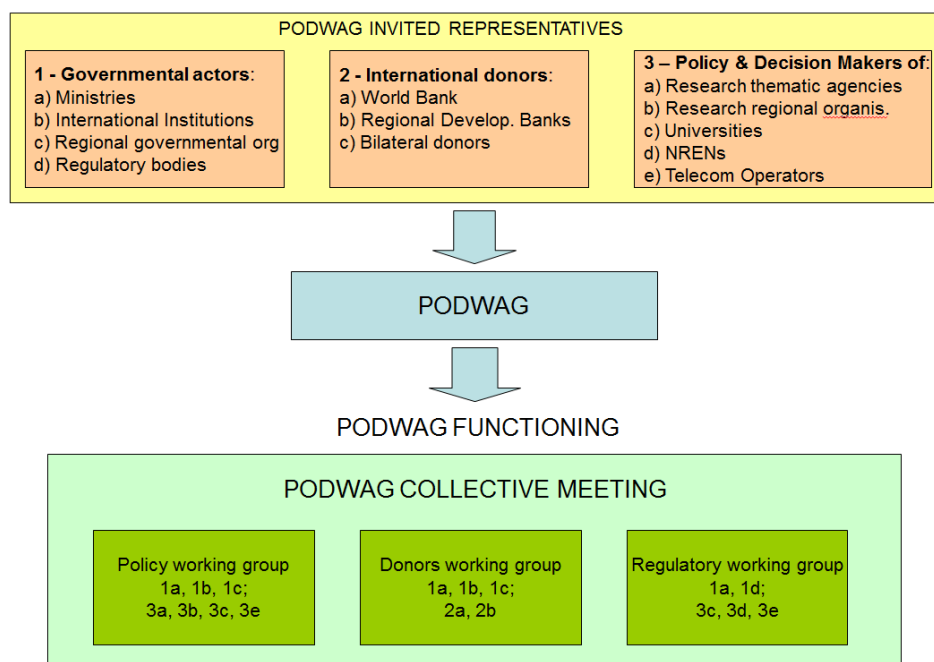 PODWAG INVITED REPRESENTATIVES
1 - Governmental actors:
a) Ministries
b) International Institutions
c) Regional governmental org
d) Regulatory bodies
2 - International donors:
a) World Bank
b) Regional Develop. Banks
c) Bilateral donors
3 – Policy & Decision Makers of:
a) Research thematic agencies
b) Research regional organis.
c) Universities
d) NRENs
e) Telecom Operators
PODWAG
PODWAG FUNCTIONING
PODWAG COLLECTIVE MEETING
Policy working group
1a, 1b, 1c;
3a, 3b, 3c, 3e
Donors working group
1a, 1b, 1c;
2a, 2b
Regulatory working group
1a, 1d;
3c, 3d, 3e